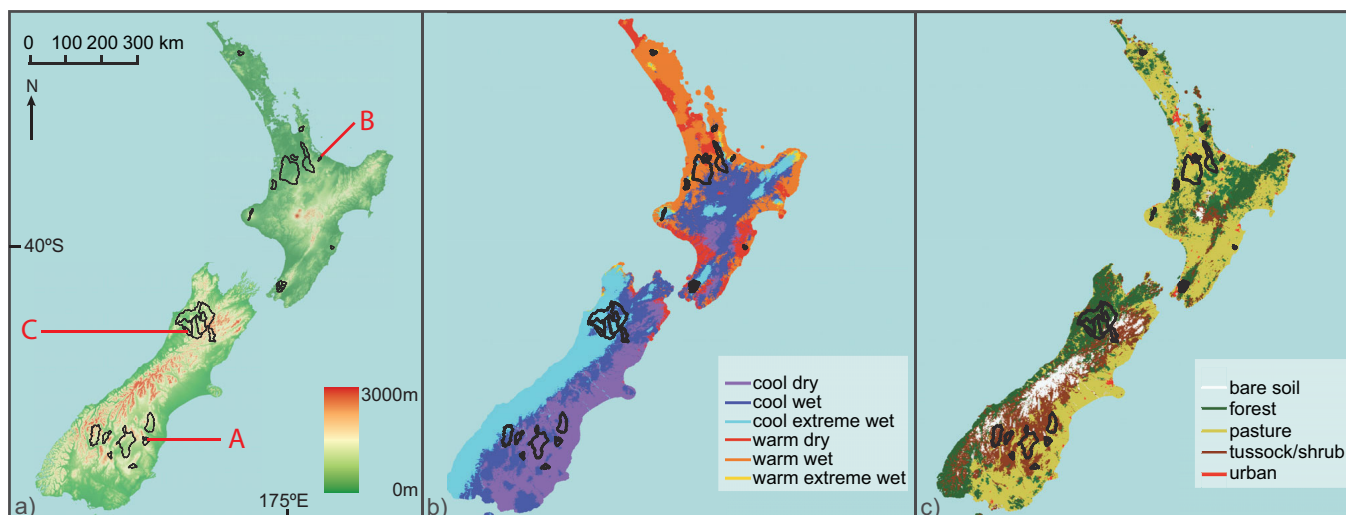 0 100 200 300 km
N
B
40ºS
C
A
3000m
0m
175ºE
a)
cool dry
cool wet
cool extreme wet
warm dry
warm wet
warm extreme wet
b)
bare soil
forest
pasture
tussock/shrub
urban
c)